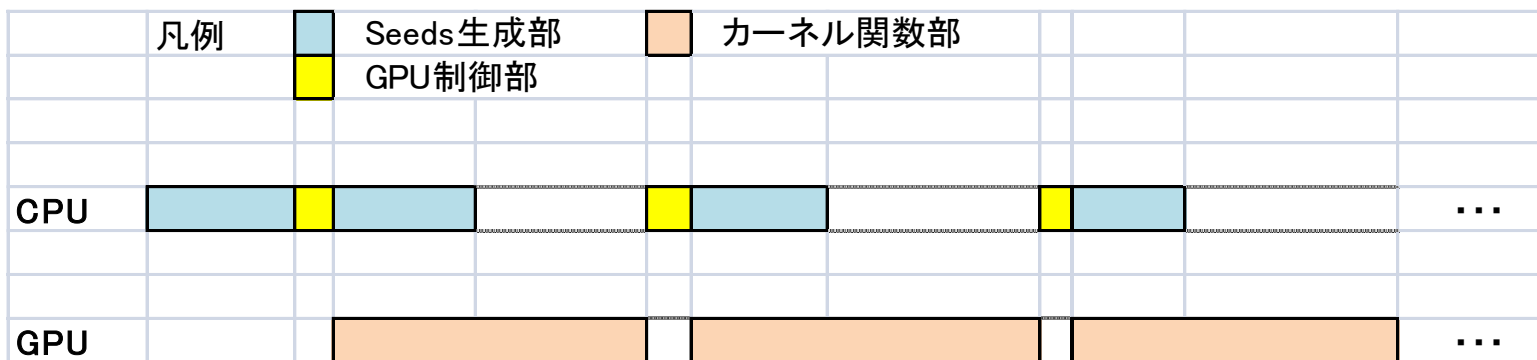 凡例 Seeds生成部 カーネル関数部
GPU制御部
CPU ・・・
GPU ・・・